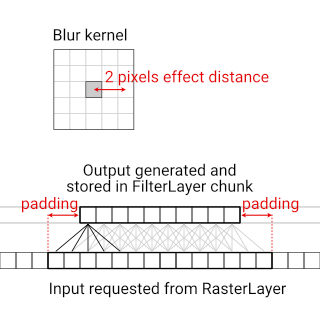 Blur kernel
2 pixels effect distance
Output generated and
stored in FilterLayer chunk
padding
padding
Input requested from RasterLayer